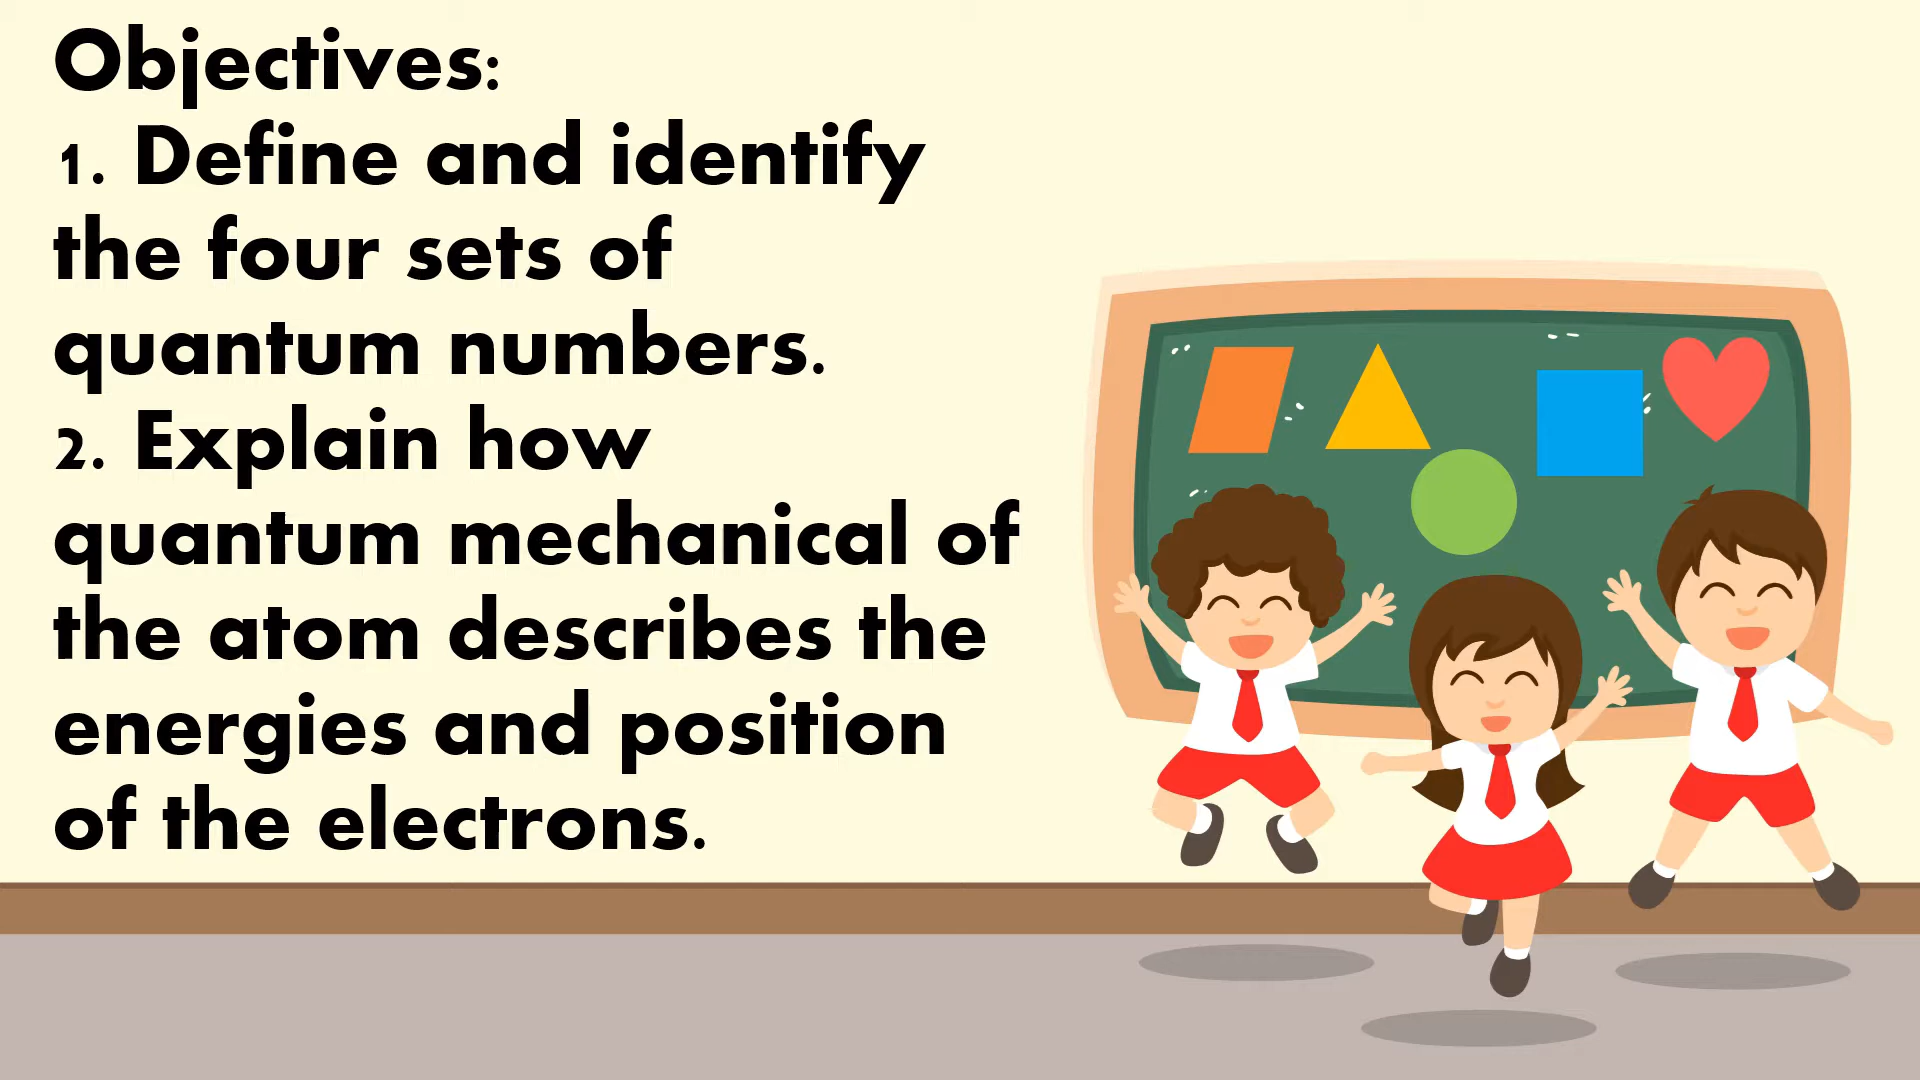 Objectives:
1. Define and identify
the four sets of
quantum numbers.
2. Explain how
quantum mechanical of
the atom describes the
energies and position
of the electrons.